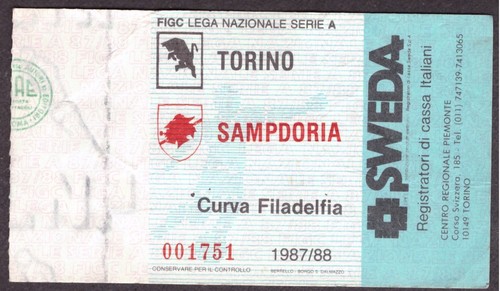 FIGC LEGA NAZIONALE SERIE A
TORINO
SAMPDORIA
Curva Filadelfia
001751
1987/88
CONSERVARE PER IL CONTROLLO
SWEDA
Registratori di cassa Italiani
CENTRO REGIONALE PIEMONTE
Corso Svizzera, 185 - Tel. (011) 747139-7413065
10149 TORINO